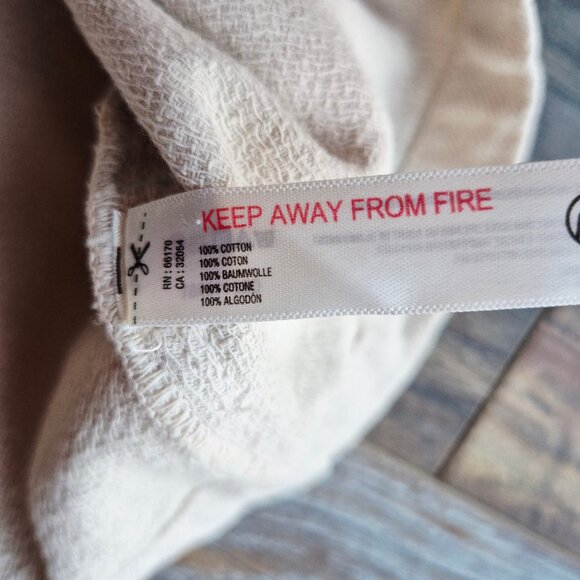 KEEP AWAY FROM FIRE
RN : 66170
CA : 32054
100% COTTON
100% COTON
100% BAUMWOLLE
100% COTONE
100% ALGODÓN